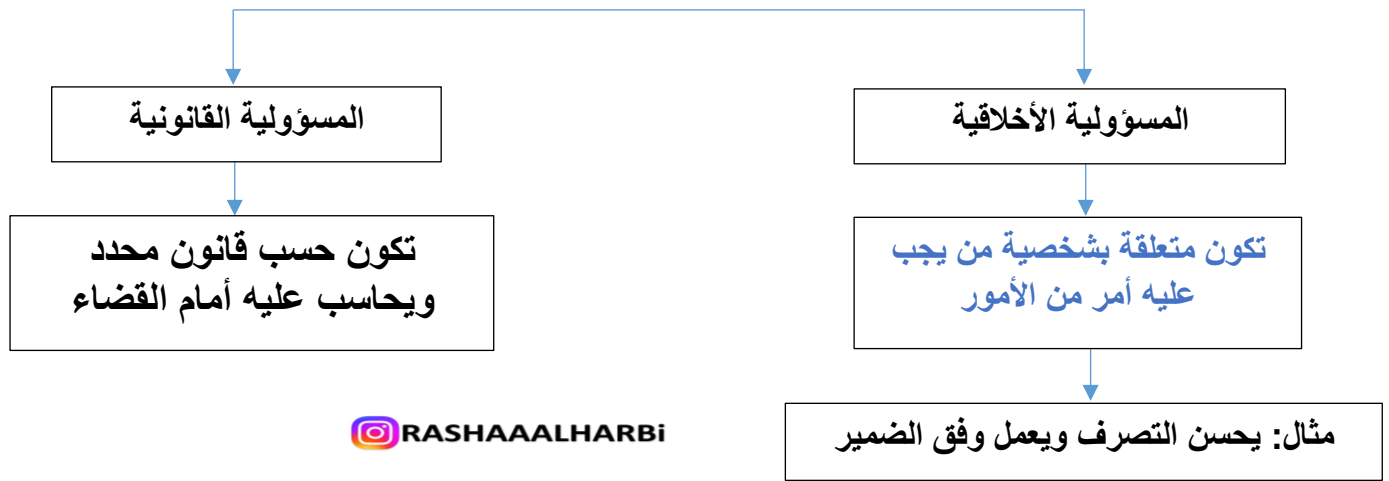 المسؤولية الأخلاقية
المسؤولية القانونية
تكون متعلقة بشخصية من يجب
عليه أمر من الأمور
تكون حسب قانون محدد
ويحاسب عليه أمام القضاء
مثال: يحسن التصرف ويعمل وفق الضمير
RASHAAALHARBi